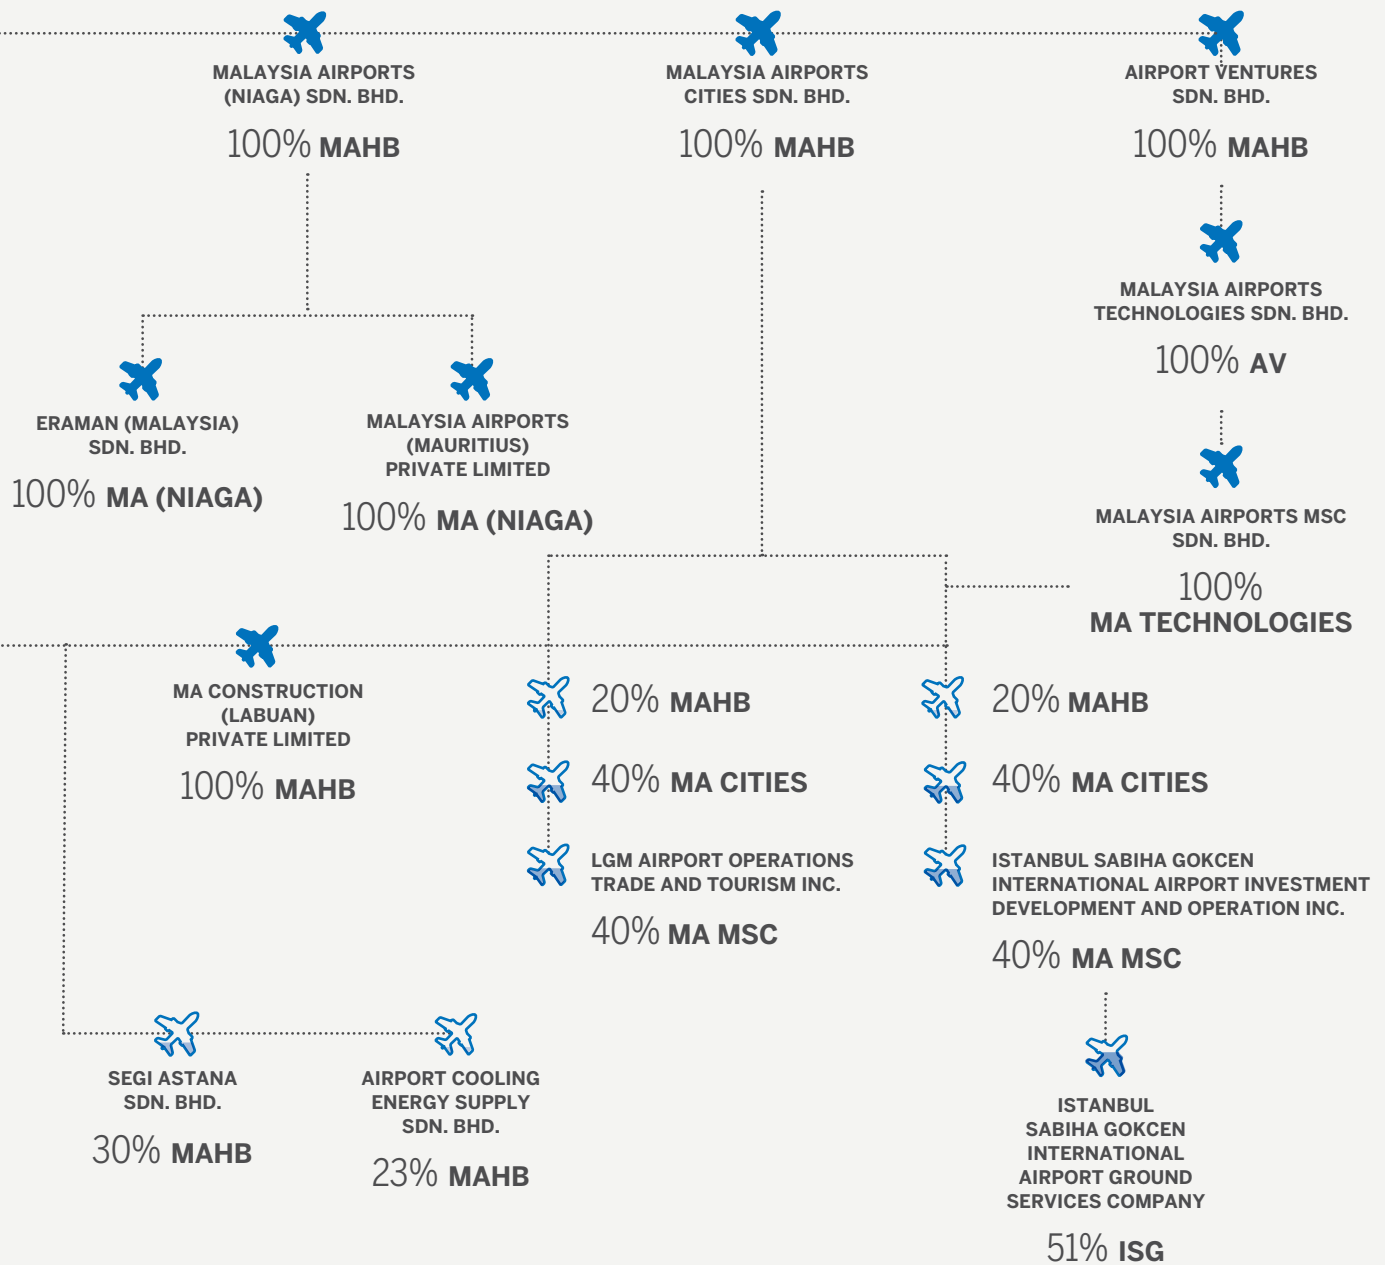 MALAYSIA AIRPORTS
(NIAGA) SDN. BHD.
100% MAHB
MALAYSIA AIRPORTS
CITIES SDN. BHD.
100% MAHB
AIRPORT VENTURES
SDN. BHD.
100% MAHB
MALAYSIA AIRPORTS
TECHNOLOGIES SDN. BHD.
100% AV
ERAMAN (MALAYSIA)
SDN. BHD.
100% MA (NIAGA)
MALAYSIA AIRPORTS
(MAURITIUS)
PRIVATE LIMITED
100% MA (NIAGA)
MALAYSIA AIRPORTS MSC
SDN. BHD.
100%
MA TECHNOLOGIES
MA CONSTRUCTION
(LABUAN)
PRIVATE LIMITED
100% MAHB
20% MAHB
40% MA CITIES
LGM AIRPORT OPERATIONS
TRADE AND TOURISM INC.
40% MA MSC
20% MAHB
40% MA CITIES
ISTANBUL SABIHA GOKCEN
INTERNATIONAL AIRPORT INVESTMENT
DEVELOPMENT AND OPERATION INC.
40% MA MSC
SEGI ASTANA
SDN. BHD.
30% MAHB
AIRPORT COOLING
ENERGY SUPPLY
SDN. BHD.
23% MAHB
ISTANBUL
SABIHA GOKCEN
INTERNATIONAL
AIRPORT GROUND
SERVICES COMPANY
51% ISG